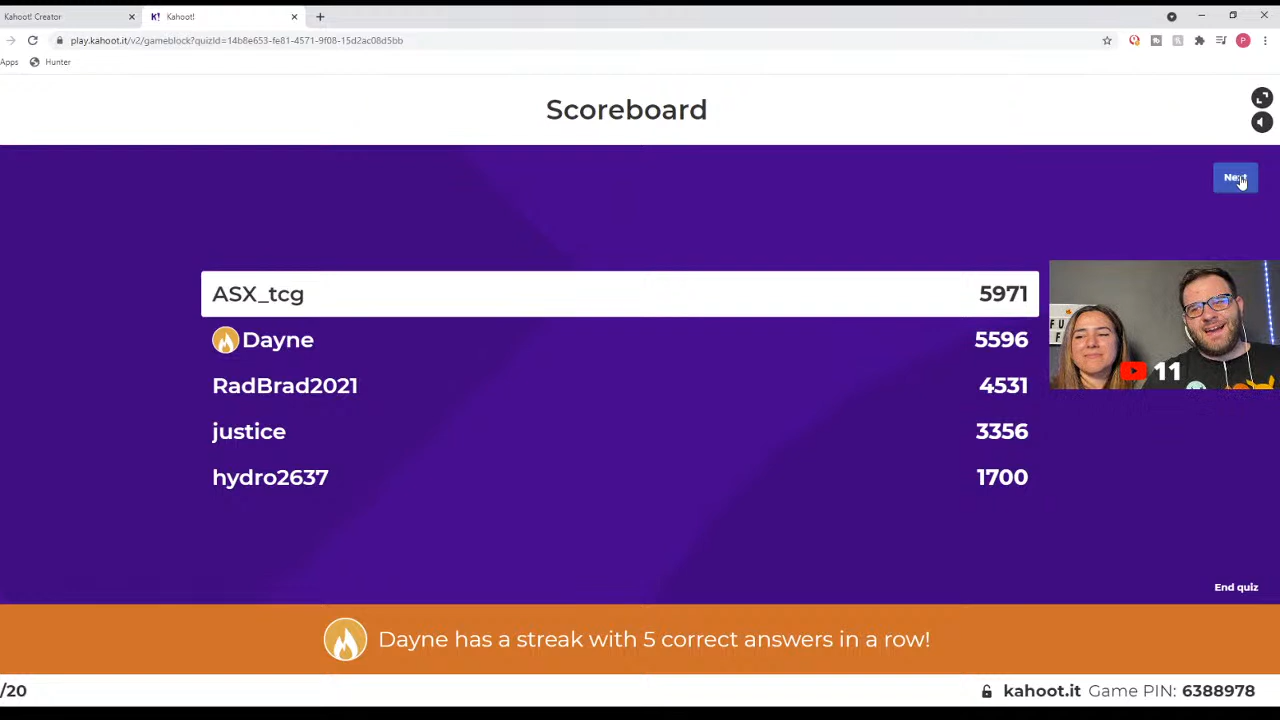 Kahoot! Creator
K! Kahoot!
play.kahoot.it/v2/gameblock?quizId=14b8e653-fe81-4571-9f08-15d2ac08d5bb
P
Apps
Hunter
Scoreboard
Next
ASX_tcg 5971
Dayne 5596
RadBrad2021 4531
justice 3356
hydro2637 1700
11
End quiz
Dayne has a streak with 5 correct answers in a row!
/20
kahoot.it Game PIN: 6388978